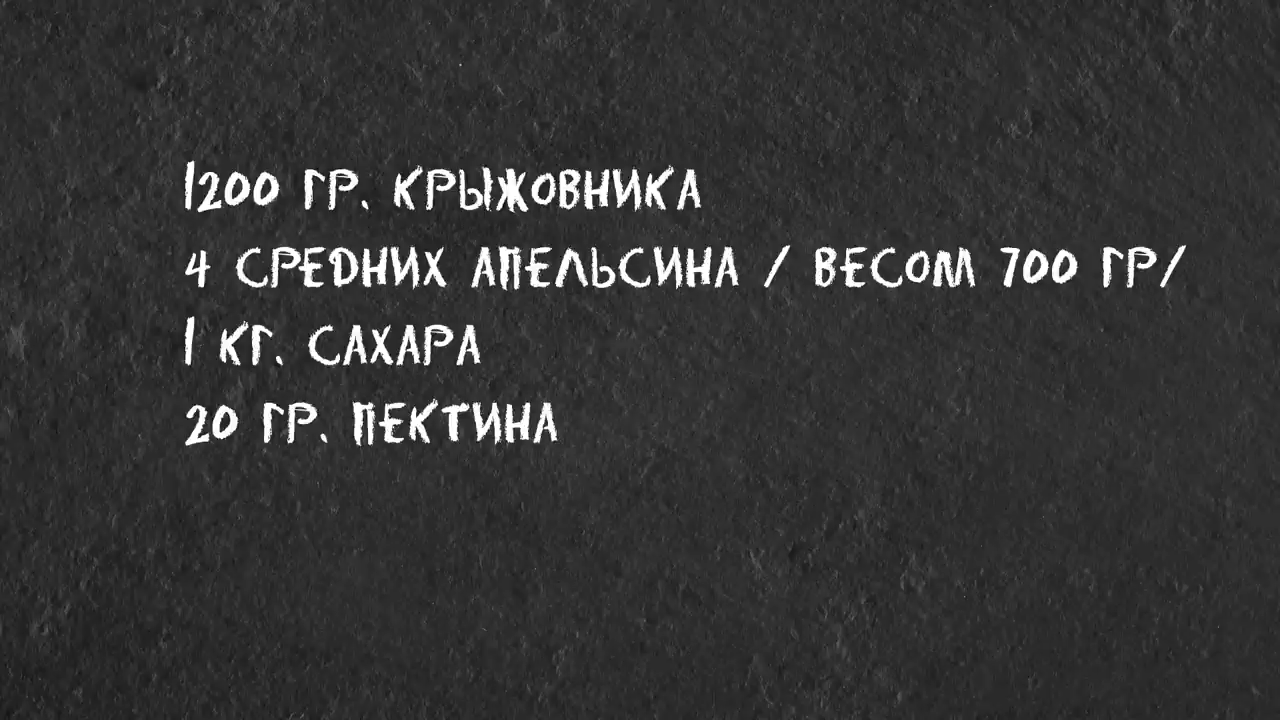 1200 ГР. КРЫЖОВНИКА
4 СРЕДНИХ АПЕЛЬСИНА / ВЕСОМ 700 ГР/
1 КГ. САХАРА
20 ГР. ПЕКТИНА